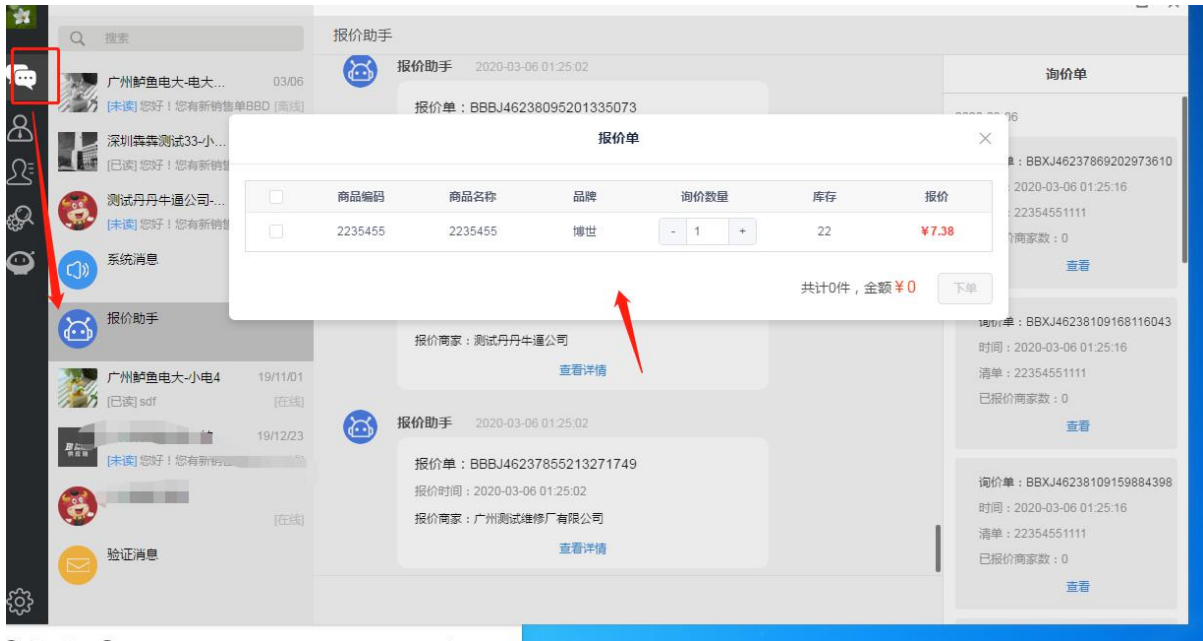 搜索
广州鲈鱼电大-电大... 03/06
[未读] 您好！您有新销售单BBD [离线]
深圳犇犇测试33-小...
[已读] 您好！您有新销售
测试丹丹牛逼公司-...
[未读] 您好！您有新销售
系统消息
报价助手
广州鲈鱼电大-小电4 19/11/01
[已读] sdf [在线]
19/12/23
[未读] 您好！您有新销售
[在线]
验证消息
报价助手
报价助手 2020-03-06 01:25:02
报价单：BBBJ46238095201335073
报价单
商品编码 商品名称 品牌 询价数量 库存 报价
2235455 2235455 博世 - 1 + 22 ¥7.38
共计0件，金额¥0 下单
报价商家：测试丹丹牛逼公司
查看详情
报价助手 2020-03-06 01:25:02
报价单：BBBJ46237855213271749
报价时间：2020-03-06 01:25:02
报价商家：广州测试维修厂有限公司
查看详情
询价单
单：BBXJ46237869202973610
2020-03-06 01:25:16
22354551111
价商家数：0
查看
询价单：BBXJ46238109168116043
时间：2020-03-06 01:25:16
清单：22354551111
已报价商家数：0
查看
询价单：BBXJ46238109159884398
时间：2020-03-06 01:25:16
清单：22354551111
已报价商家数：0
查看